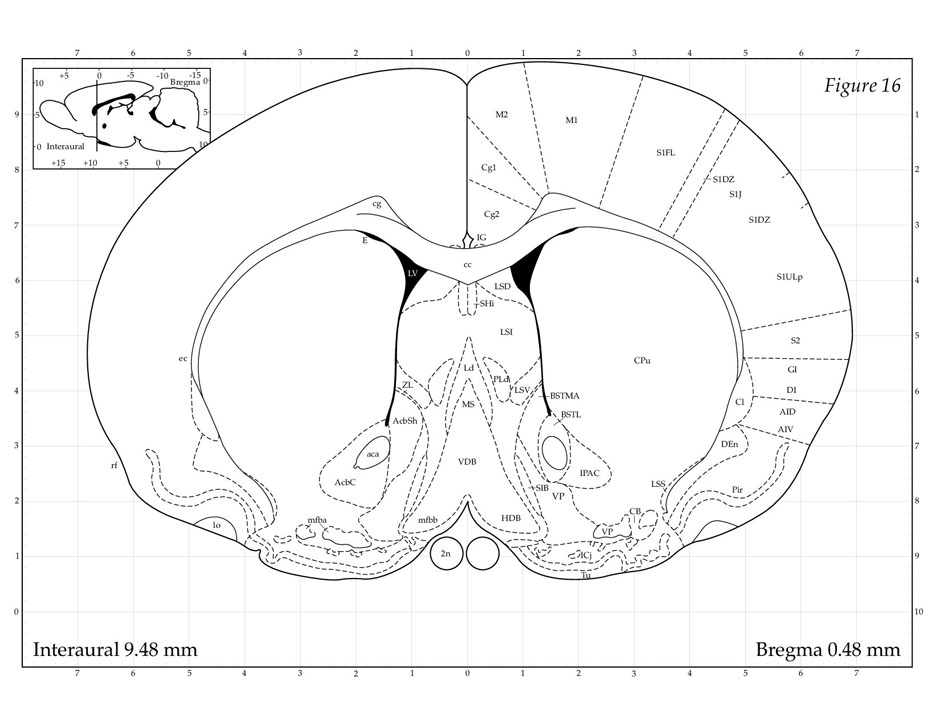 7 6 5 4 3 2 1 0 1 2 3 4 5 6 7
+5 0 -5 -10 -15
Bregma 0
10
5
5
0 Interaural
10
+15 +10 +5 0
Figure 16
9 1
8 2
7 3
6 4
5 5
4 6
3 7
2 8
1 9
0 10
M2
M1
S1FL
Cg1
S1DZ
S1J
cg
Cg2
S1DZ
E
IG
cc
LV
LSD
S1ULp
SHi
LSI
S2
ec
CPu
Ld
GI
ZL
PLd
LSV
DI
BSTMA
MS
Cl
AID
AcbSh
BSTL
AIV
DEn
aca
rf
VDB
IPAC
AcbC
SIB
VP
LSS
Pir
lo
mfba
mfbb
HDB
CB
VP
2n
ICj
Tu
Interaural 9.48 mm
Bregma 0.48 mm
7 6 5 4 3 2 1 0 1 2 3 4 5 6 7